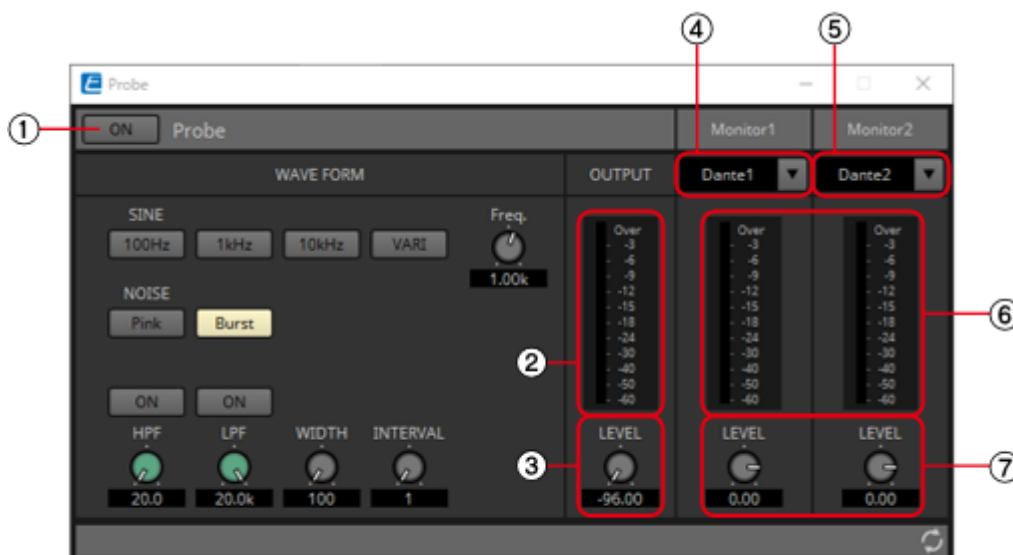 ④ ⑤
Probe
① ON Probe Monitor1 Monitor2
WAVE FORM OUTPUT Dante1 Dante2
SINE Freq.
100Hz 1kHz 10kHz VARI
1.00k
NOISE
Pink Burst
Over Over Over
-3 -3 -3
-6 -6 -6
-9 -9 -9
-12 -12 -12
-15 -15 -15
-18 -18 -18 ⑥
-24 -24 -24
-30 -30 -30
② -40 -40 -40
-50 -50 -50
-60 -60 -60
ON ON
HPF LPF WIDTH INTERVAL LEVEL LEVEL LEVEL
③ ⑦
20.0 20.0k 100 1 -96.00 0.00 0.00